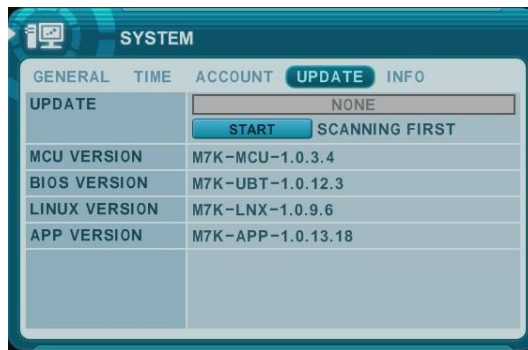 SYSTEM
GENERAL TIME ACCOUNT UPDATE INFO
UPDATE NONE
START SCANNING FIRST
MCU VERSION M7K-MCU-1.0.3.4
BIOS VERSION M7K-UBT-1.0.12.3
LINUX VERSION M7K-LNX-1.0.9.6
APP VERSION M7K-APP-1.0.13.18